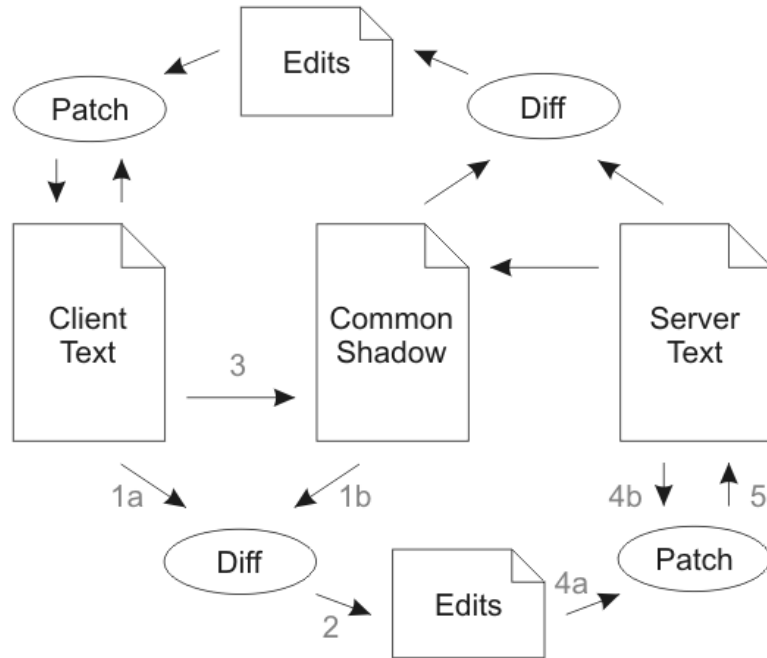 Edits
Patch
Diff
Client
Text
Common
Shadow
Server
Text
3
1a
1b
4b
5
Diff
Patch
4a
Edits
2